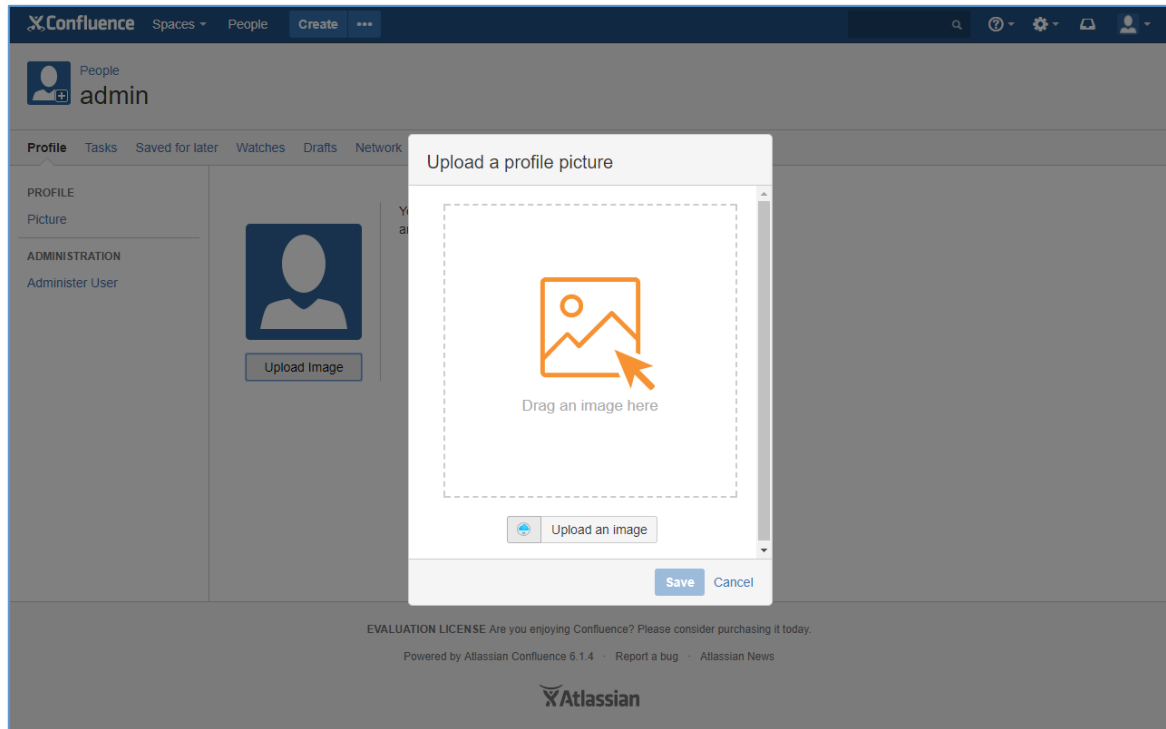 Confluence Spaces People Create
People
admin
Profile Tasks Saved for later Watches Drafts Network
Upload a profile picture
PROFILE
Picture
ADMINISTRATION
Administer User
Upload Image
Drag an image here
Upload an image
Save Cancel
EVALUATION LICENSE Are you enjoying Confluence? Please consider purchasing it today.
Powered by Atlassian Confluence 6.1.4 · Report a bug · Atlassian News
Atlassian